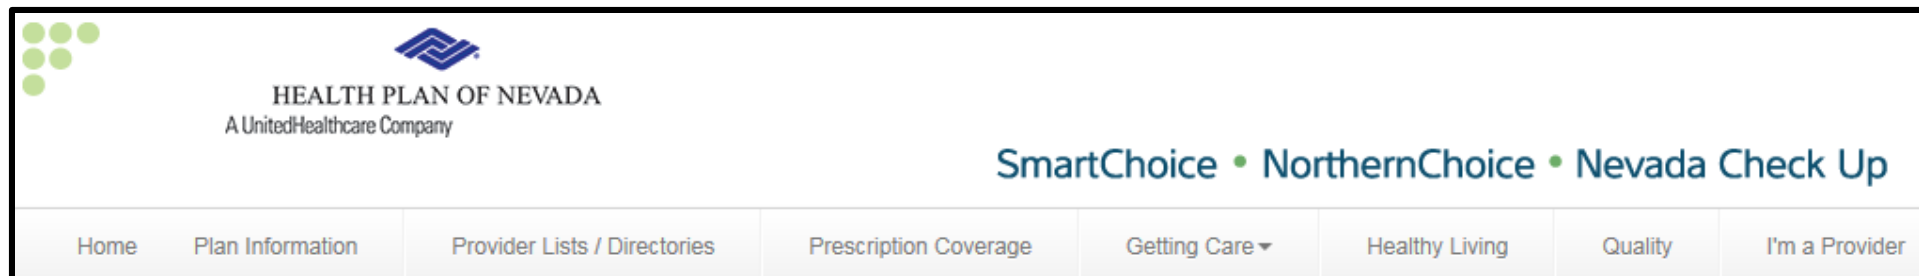 HEALTH PLAN OF NEVADA
A UnitedHealthcare Company
SmartChoice • NorthernChoice • Nevada Check Up
Home Plan Information Provider Lists / Directories Prescription Coverage Getting Care Healthy Living Quality I'm a Provider